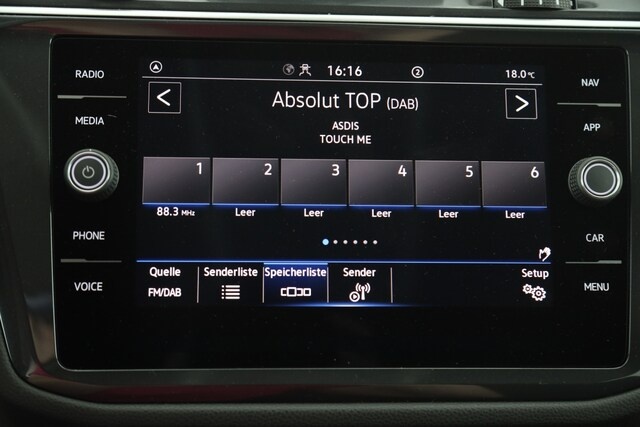 RADIO
MEDIA
PHONE
VOICE
16:16
2
18.0 °C
Absolut TOP (DAB)
ASDIS
TOUCH ME
1 2 3 4 5 6
88.3 MHz Leer Leer Leer Leer Leer
Quelle Senderliste Speicherliste Sender Setup
FM/DAB
NAV
APP
CAR
MENU